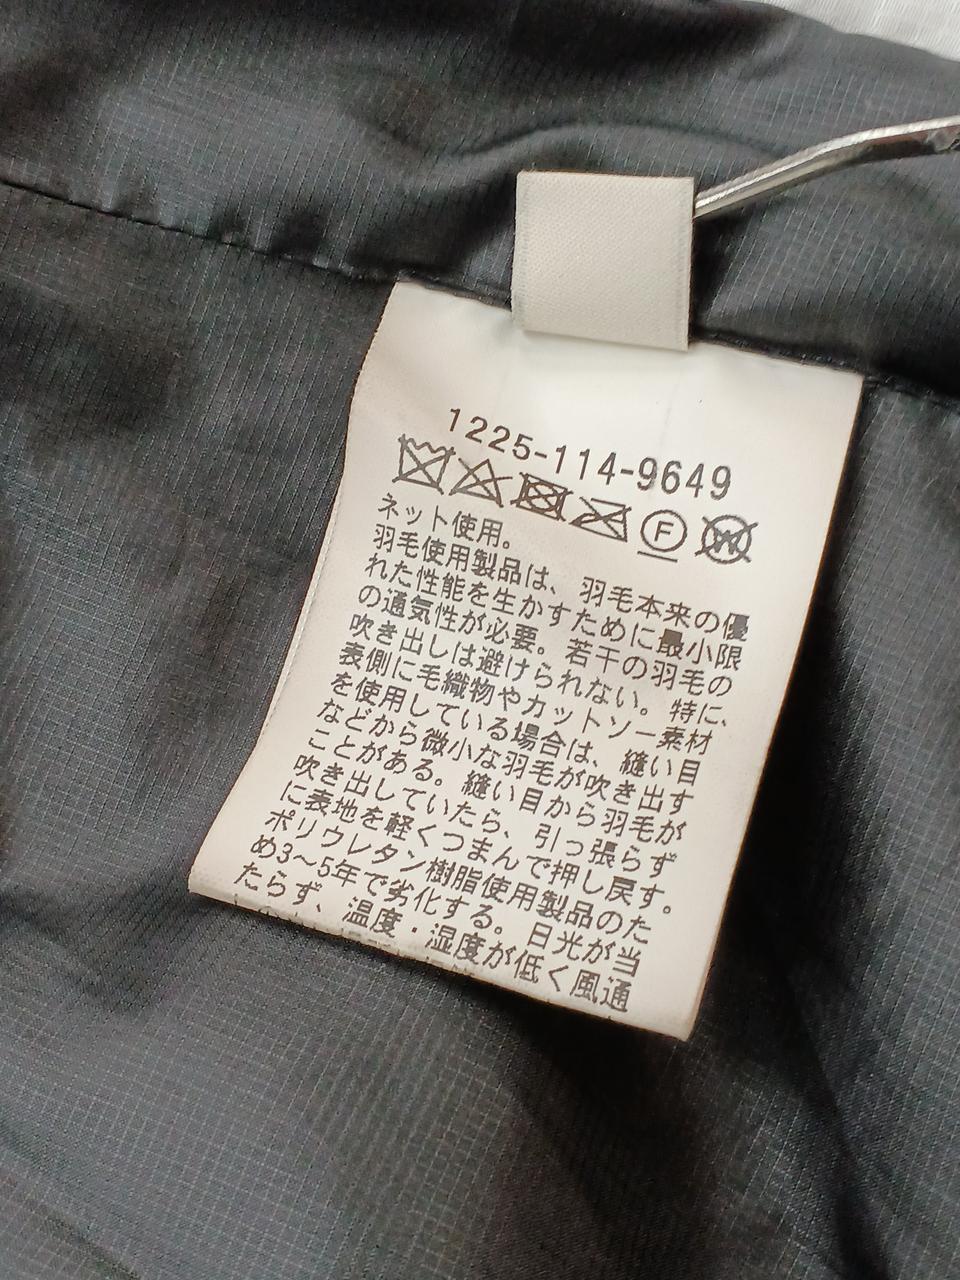 1225-114-9649
F W
ネット使用。
羽毛使用製品は、羽毛本来の優
れた性能を生かすために最小限
の通気性が必要。若干の羽毛の
吹き出しは避けられない。特に、
表側に毛織物やカットソー素材
を使用している場合は、縫い目
などから微小な羽毛が吹き出す
ことがある。縫い目から羽毛が
吹き出していたら、引っ張らず
に表地を軽くつまんで押し戻す。
ポリウレタン樹脂使用製品のた
め3〜5年で劣化する。日光が当
たらず、温度・湿度が低く風通